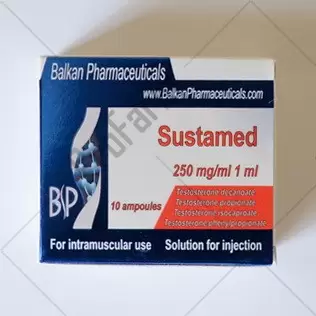 Balkan Pharmaceuticals
www.BalkanPharmaceuticals.com
Sustamed
250 mg/ml 1 ml
10 ampoules
Testosterone decanoate
Testosterone propionate
Testosterone isocaproate
Testosterone phenylpropionate
BP
For intramuscular use Solution for injection